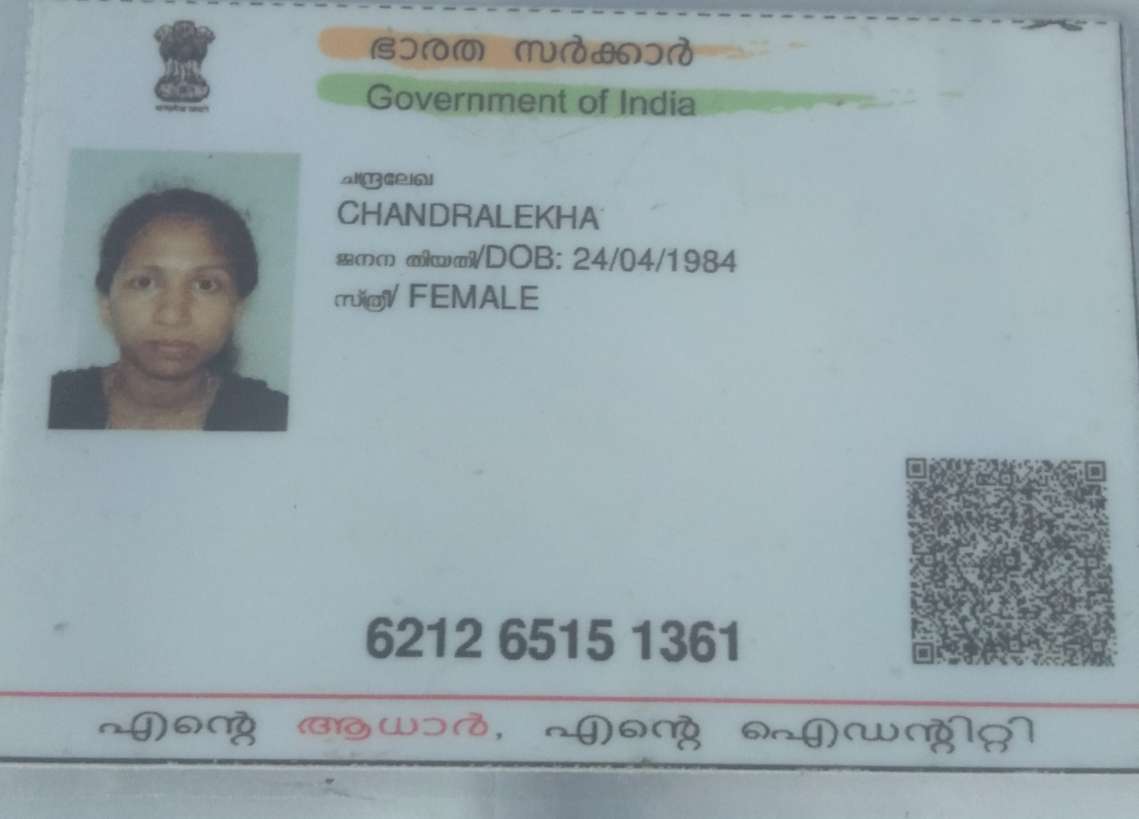 ഭാരത സർക്കാർ
Government of India
ചന്ദ്രലേഖ
CHANDRALEKHA
ജനന തിയതി/DOB: 24/04/1984
സ്ത്രീ/ FEMALE
6212 6515 1361
എന്റെ ആധാർ, എന്റെ ഐഡന്റിറ്റി